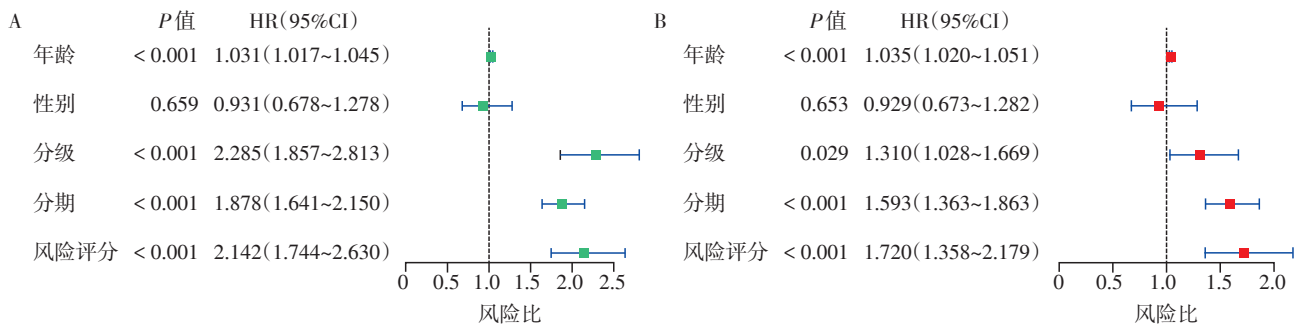 A P值 HR(95%CI)
年龄 < 0.001 1.031(1.017~1.045)
性别 0.659 0.931(0.678~1.278)
分级 < 0.001 2.285(1.857~2.813)
分期 < 0.001 1.878(1.641~2.150)
风险评分 < 0.001 2.142(1.744~2.630)
0 0.5 1.0 1.5 2.0 2.5
风险比
B P值 HR(95%CI)
年龄 < 0.001 1.035(1.020~1.051)
性别 0.653 0.929(0.673~1.282)
分级 0.029 1.310(1.028~1.669)
分期 < 0.001 1.593(1.363~1.863)
风险评分 < 0.001 1.720(1.358~2.179)
0 0.5 1.0 1.5 2.0
风险比